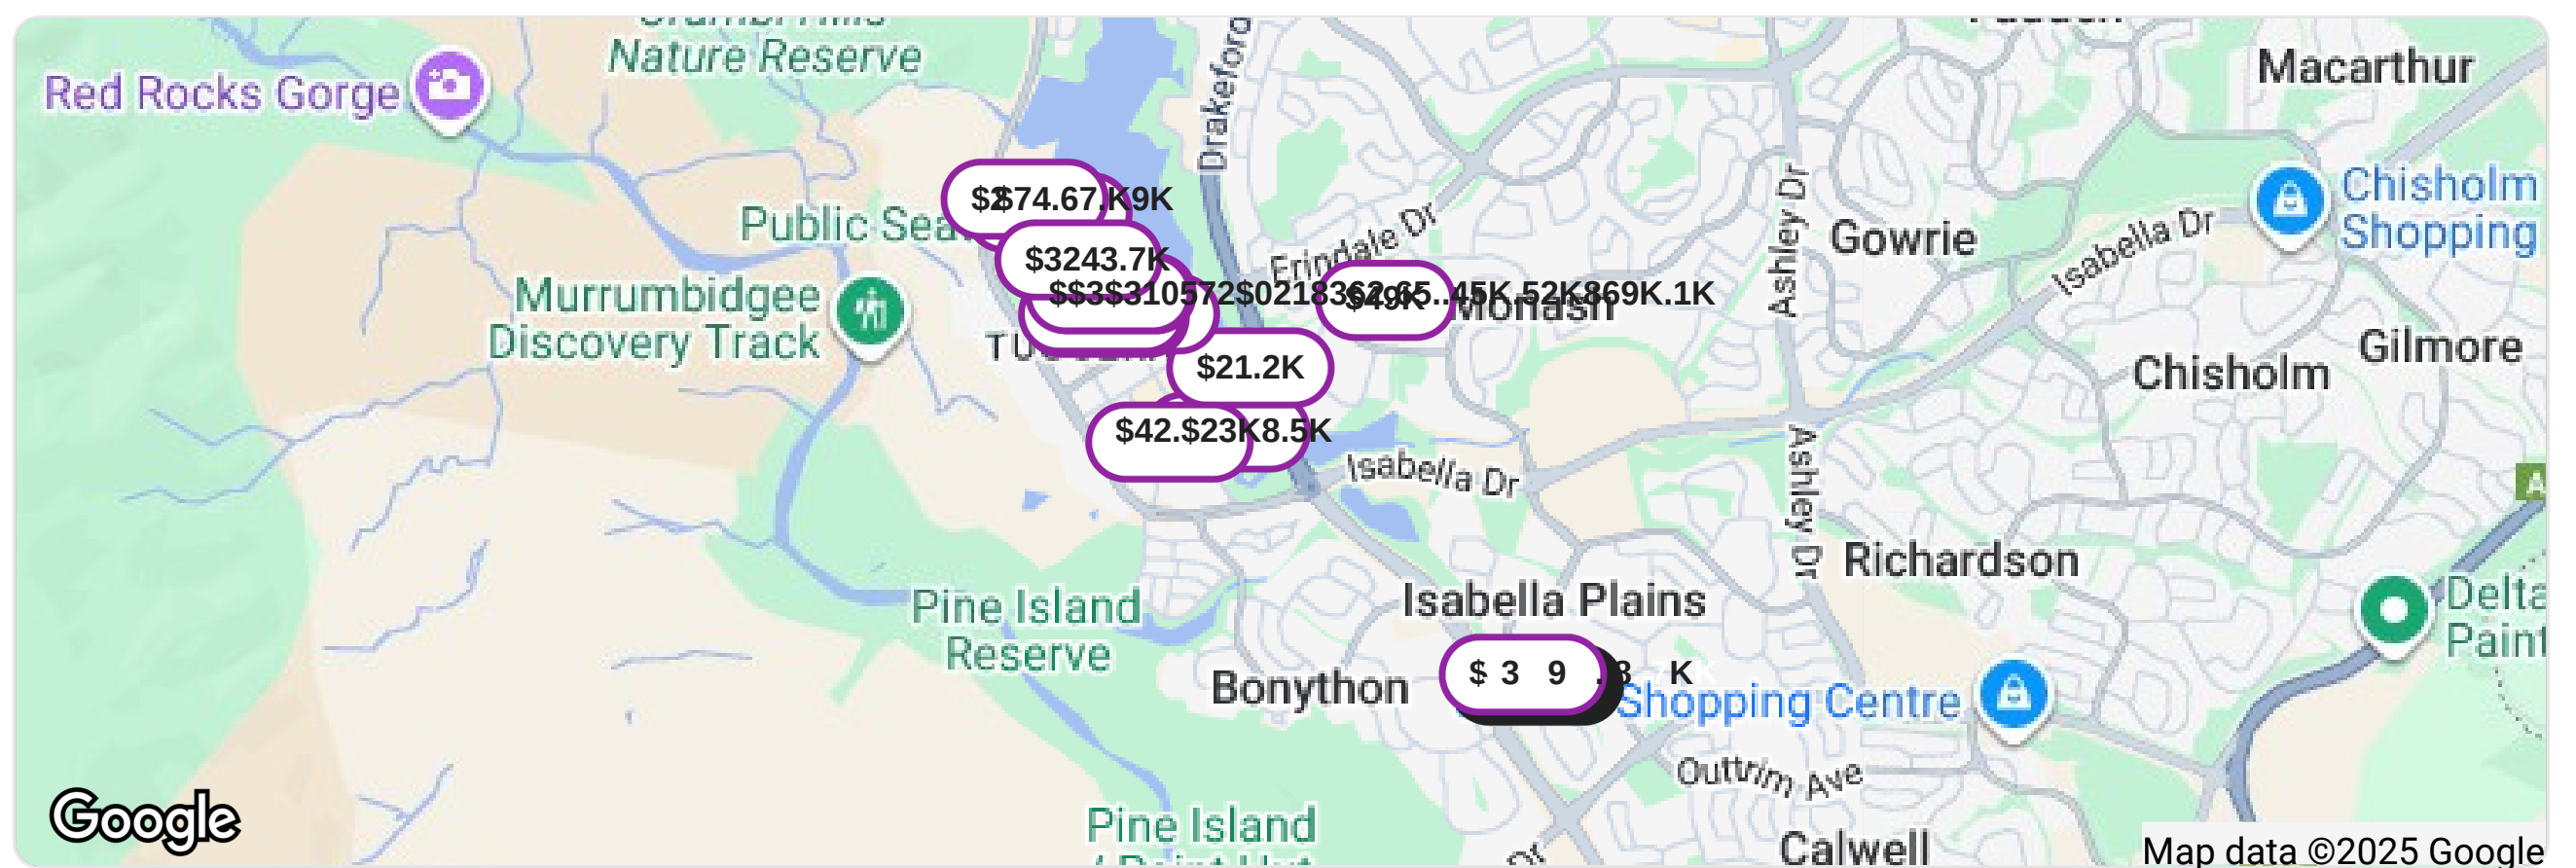 Nature Reserve
Macarthur
Red Rocks Gorge
Drakeford
Chisholm
Shopping
Public Sea
Erindale Dr
Ashley Dr
Gowrie
Isabella Dr
Murrumbidgee
Discovery Track
$49K
Monash
Gilmore
$21.2K
Chisholm
Isabella Dr
Ashley Dr
A
Richardson
Isabella Plains
Pine Island
Reserve
Delta
Paint
Bonython
Shopping Centre
Outtrim Ave
Google
Pine Island
Calwell
Dr
Map data ©2025 Google